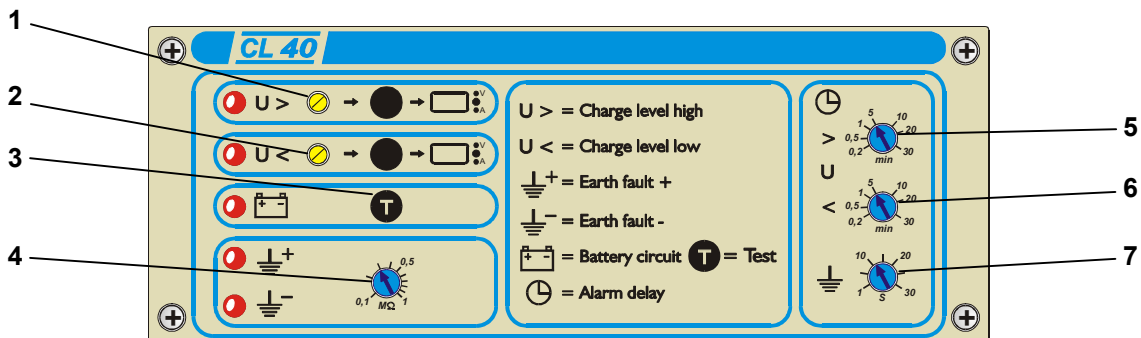 1
2
3
4
CL 40
U >
V
A
U <
V
A
+ -
T
+
-
0,1
0,5
1
MΩ
U > = Charge level high
U < = Charge level low
+ = Earth fault +
- = Earth fault -
+ - = Battery circuit T = Test
= Alarm delay
>
U
<
0,2
0,5
1
5
10
20
30
min
0,2
0,5
1
5
10
20
30
min
1
10
20
30
S
5
6
7